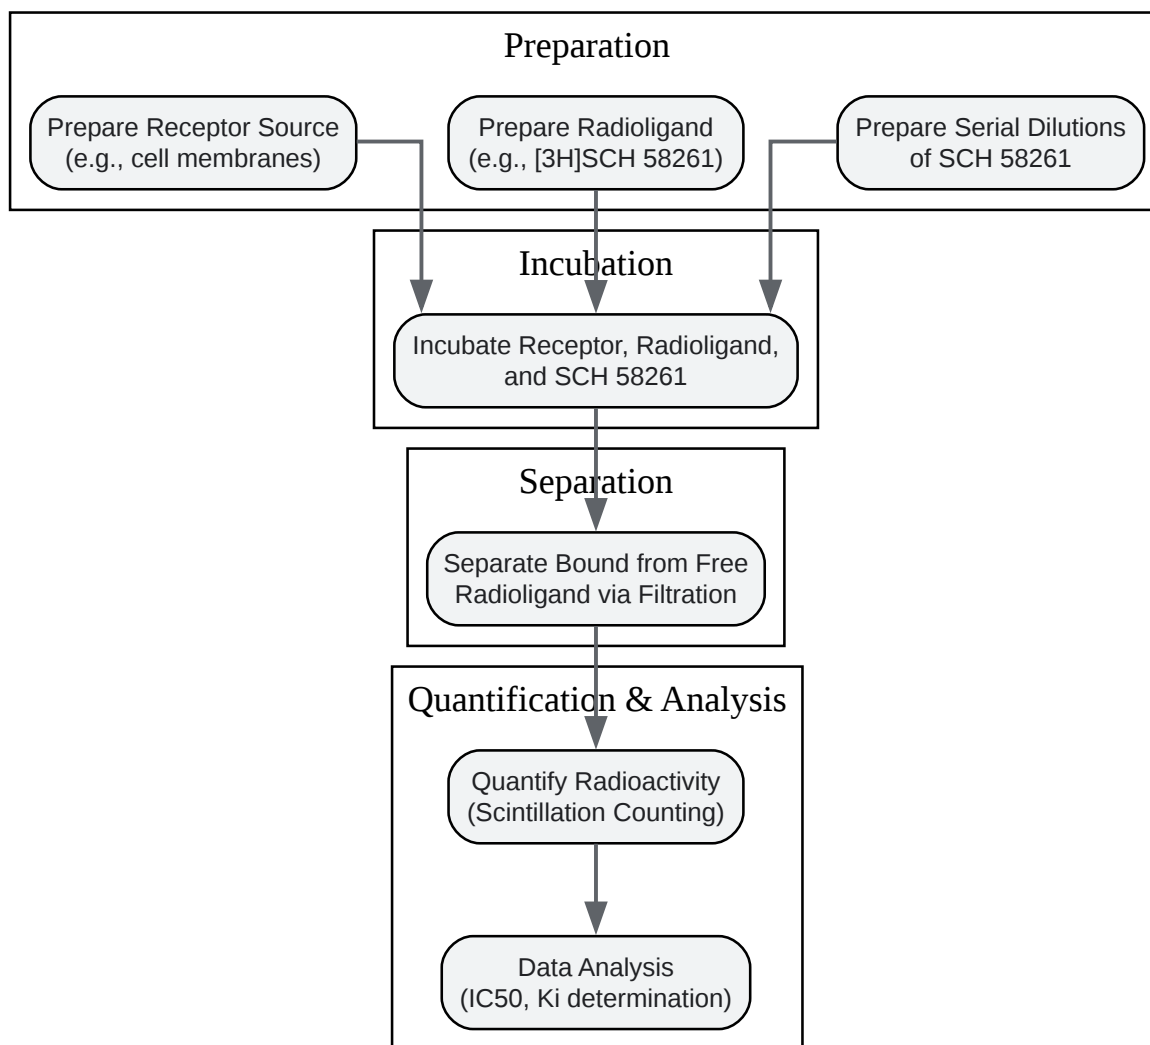 Preparation
Prepare Receptor Source
(e.g., cell membranes)
Prepare Radioligand
(e.g., [3H]SCH 58261)
Prepare Serial Dilutions
of SCH 58261
Incubation
Incubate Receptor, Radioligand,
and SCH 58261
Separation
Separate Bound from Free
Radioligand via Filtration
Quantification & Analysis
Quantify Radioactivity
(Scintillation Counting)
Data Analysis
(IC50, Ki determination)